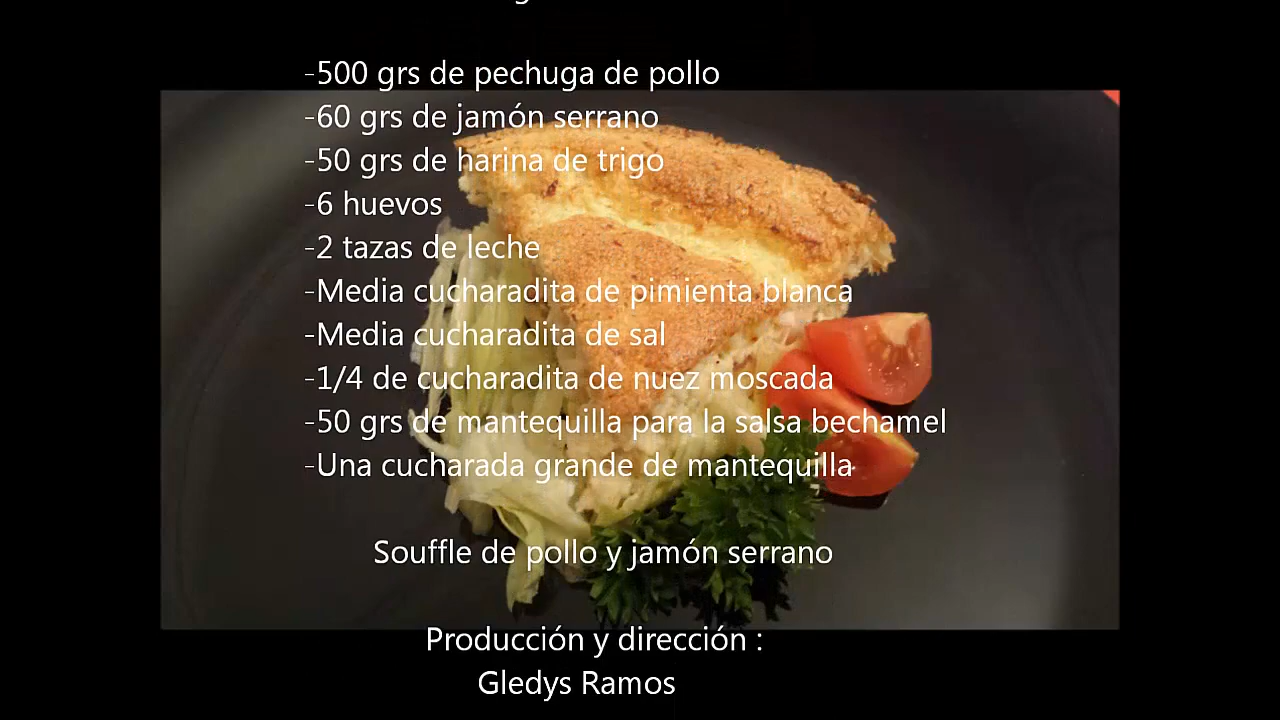 -500 grs de pechuga de pollo
-60 grs de jamón serrano
-50 grs de harina de trigo
-6 huevos
-2 tazas de leche
-Media cucharadita de pimienta blanca
-Media cucharadita de sal
-1/4 de cucharadita de nuez moscada
-50 grs de mantequilla para la salsa bechamel
-Una cucharada grande de mantequilla
Souffle de pollo y jamón serrano
Producción y dirección :
Gledys Ramos